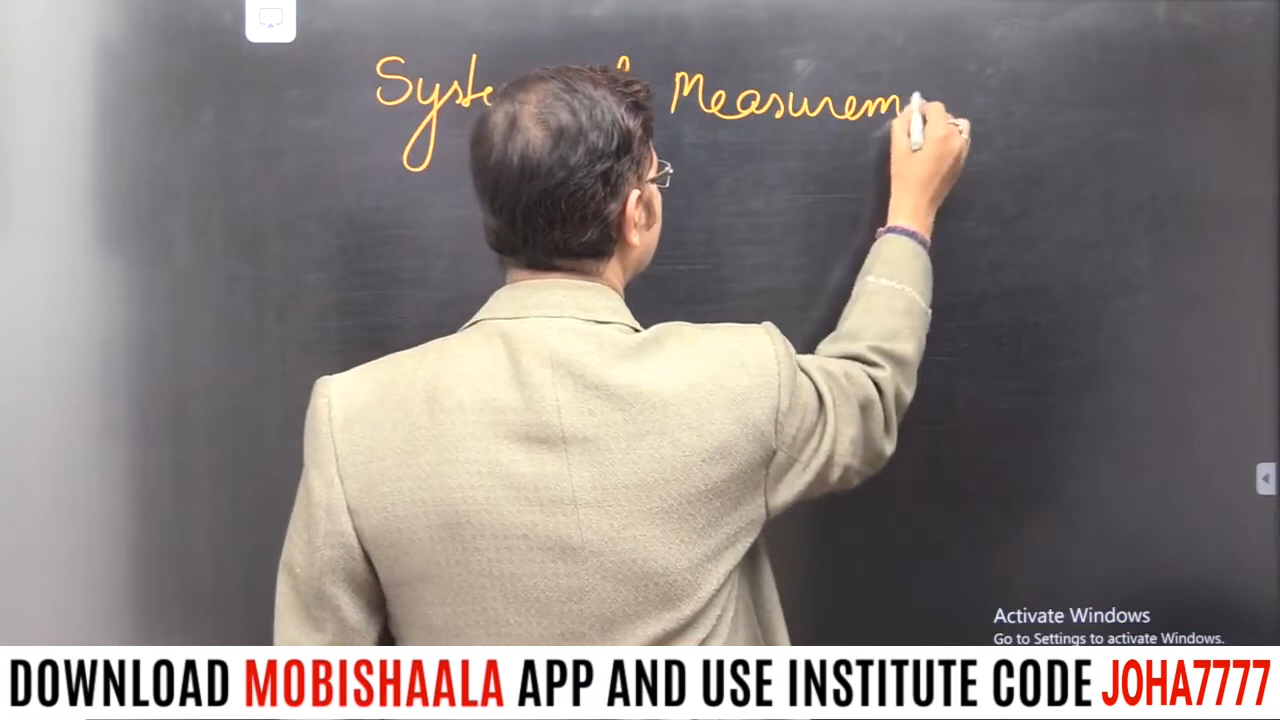 Syste Measurem
Activate Windows
Go to Settings to activate Windows.
DOWNLOAD MOBISHAALA APP AND USE INSTITUTE CODE JOHA7777